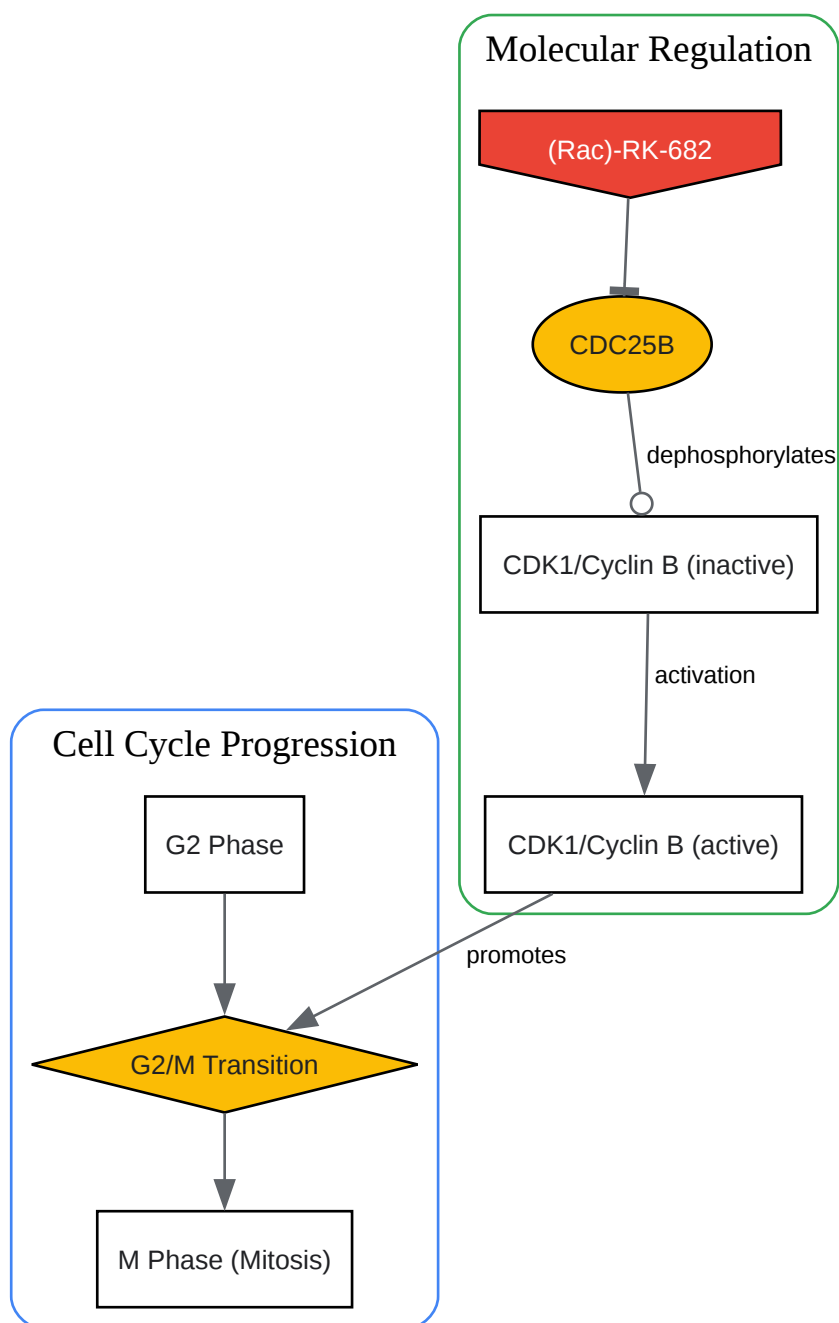 Molecular Regulation
(Rac)-RK-682
CDC25B
dephosphorylates
CDK1/Cyclin B (inactive)
activation
CDK1/Cyclin B (active)
promotes
Cell Cycle Progression
G2 Phase
G2/M Transition
M Phase (Mitosis)